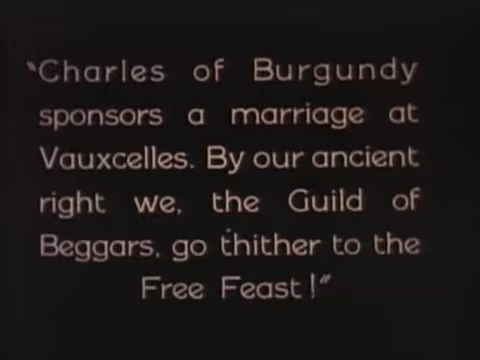 "Charles of Burgundy
sponsors a marriage at
Vauxcelles. By our ancient
right we, the Guild of
Beggars, go thither to the
Free Feast!"